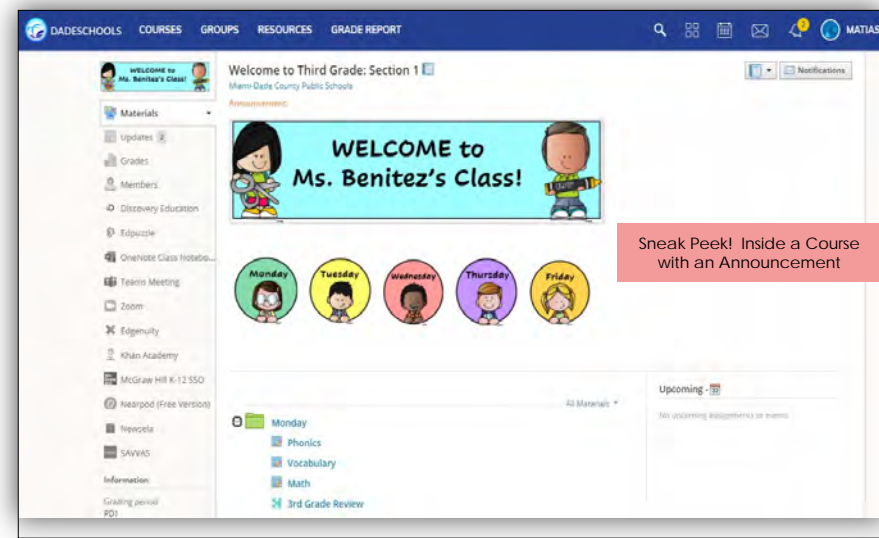 DADESCHOOLS COURSES GROUPS RESOURCES GRADE REPORT 2 MATIAS
WELCOME to
Ms. Benitez's Class!
Welcome to Third Grade: Section 1
Miami-Dade County Public Schools
Notifications
Announcement:
Materials
Updates 2
Grades
Members
Discovery Education
Edpuzzle
OneNote Class Notebo...
Teams Meeting
Zoom
Edgenuity
Khan Academy
McGraw Hill K-12 SSO
Nearpod (Free Version)
Newsela
SAVVAS
Information
Grading period
PD1
WELCOME to
Ms. Benitez's Class!
Sneak Peek! Inside a Course
with an Announcement
Monday Tuesday Wednesday Thursday Friday
All Materials
Monday
Phonics
Vocabulary
Math
3rd Grade Review
Upcoming
No upcoming assignments or events